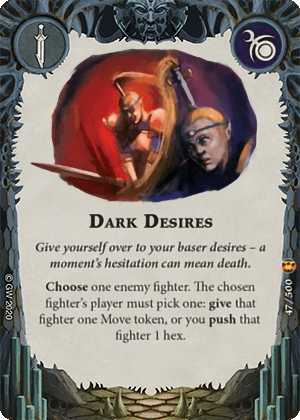 DARK DESIRES
Give yourself over to your baser desires – a
moment's hesitation can mean death.
Choose one enemy fighter. The chosen
fighter's player must pick one: give that
fighter one Move token, or you push that
fighter 1 hex.
© GW 2020
47/500